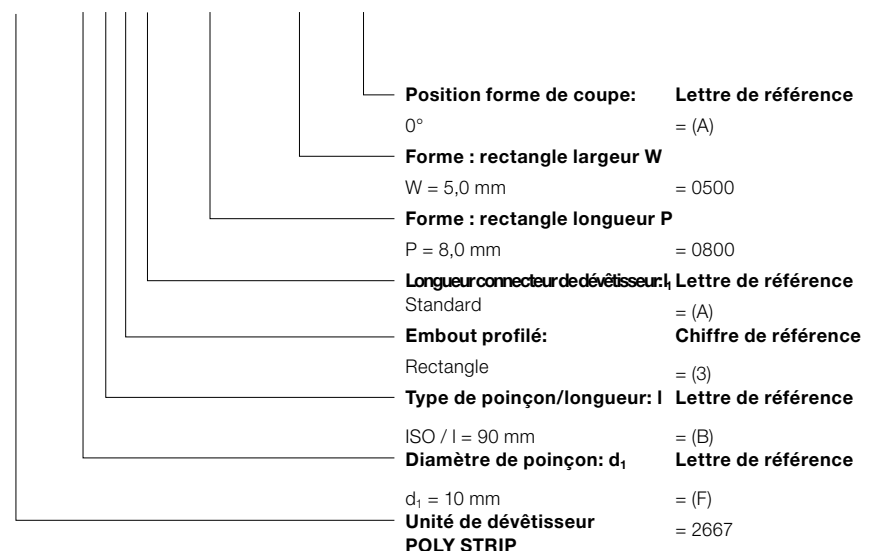 Position forme de coupe: Lettre de référence
0° = (A)
Forme : rectangle largeur W
W = 5,0 mm = 0500
Forme : rectangle longueur P
P = 8,0 mm = 0800
Longueur connecteur de dévêtisseur: l₁ Lettre de référence
Standard = (A)
Embout profilé: Chiffre de référence
Rectangle = (3)
Type de poinçon/longueur: l Lettre de référence
ISO / l = 90 mm = (B)
Diamètre de poinçon: d₁ Lettre de référence
d₁ = 10 mm = (F)
Unité de dévêtisseur = 2667
POLY STRIP